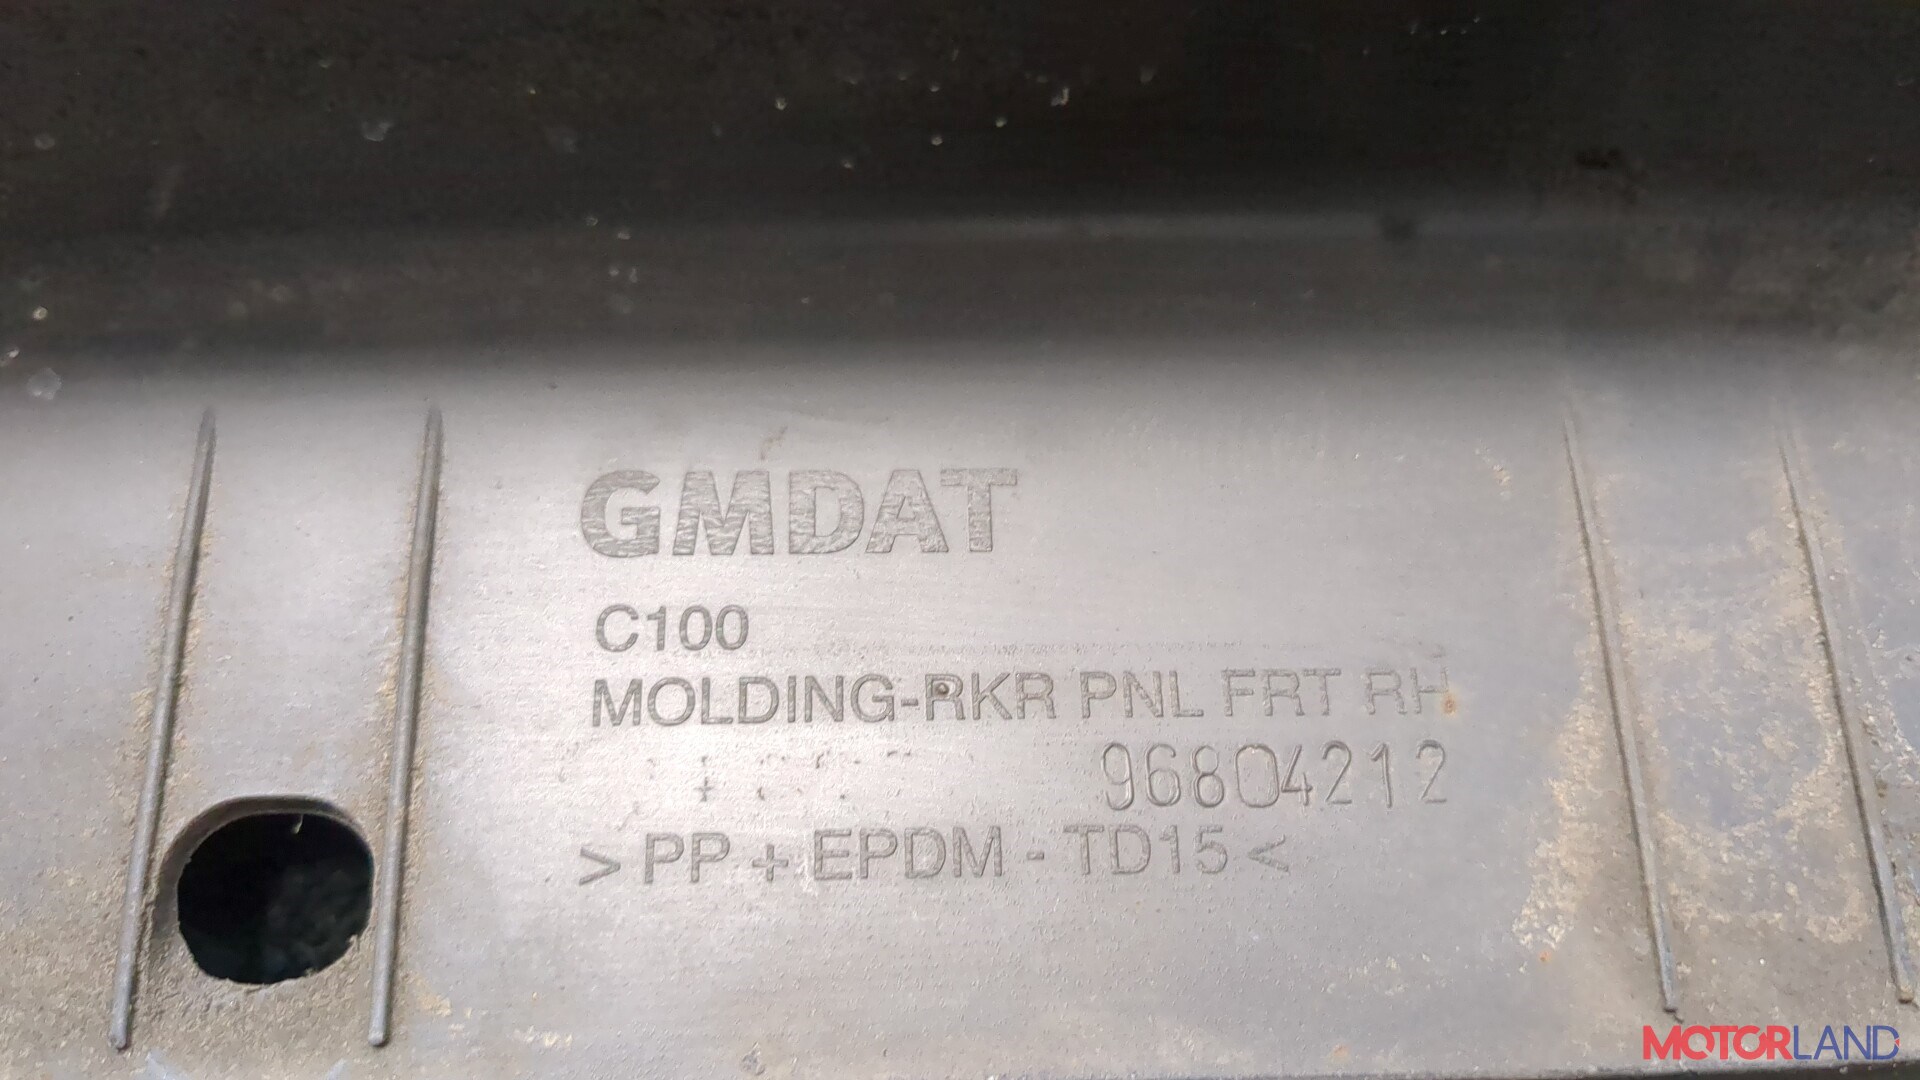 GMDAT
C100
MOLDING-RKR PNL FRT RH
96804212
> PP + EPDM - TD15 <
MOTORLAND